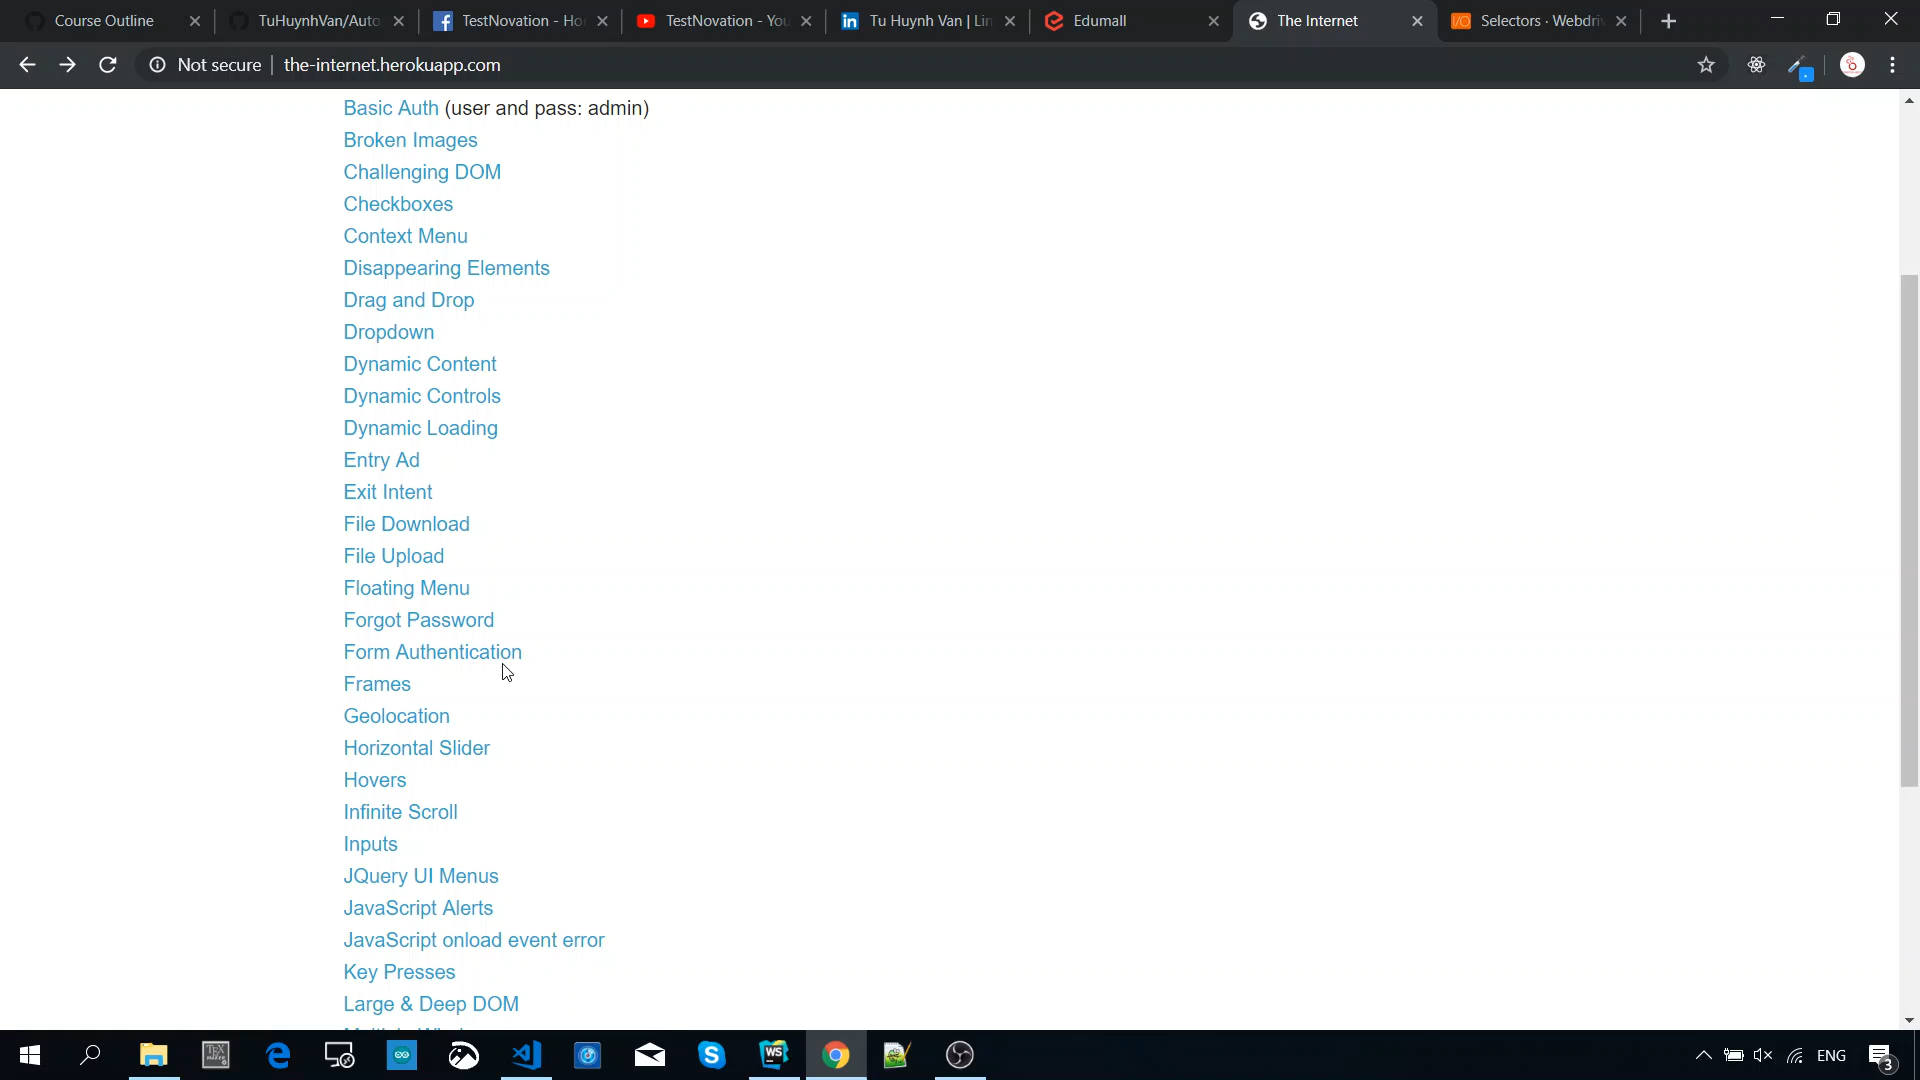 Course Outline
TuHuynhVan/Auto
TestNovation - Ho
TestNovation - You
Tu Huynh Van | Lin
Edumall
The Internet
Selectors · Webdriv
Not secure
the-internet.herokuapp.com
Basic Auth (user and pass: admin)
Broken Images
Challenging DOM
Checkboxes
Context Menu
Disappearing Elements
Drag and Drop
Dropdown
Dynamic Content
Dynamic Controls
Dynamic Loading
Entry Ad
Exit Intent
File Download
File Upload
Floating Menu
Forgot Password
Form Authentication
Frames
Geolocation
Horizontal Slider
Hovers
Infinite Scroll
Inputs
JQuery UI Menus
JavaScript Alerts
JavaScript onload event error
Key Presses
Large & Deep DOM
ENG
3